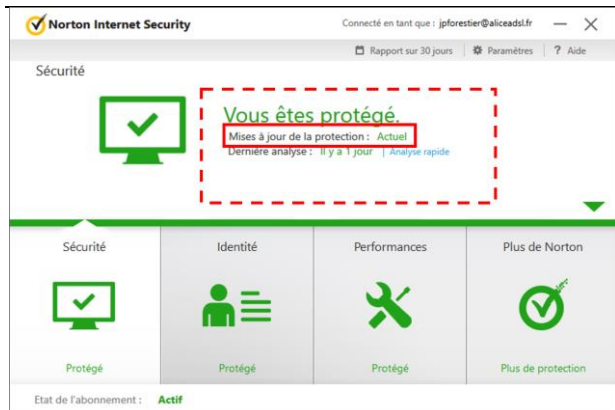 Norton Internet Security
Connecté en tant que : jpforestier@aliceadsl.fr
Rapport sur 30 jours | Paramètres | ? Aide
Sécurité
Vous êtes protégé.
Mises à jour de la protection : Actuel
Dernière analyse : Il y a 1 jour | Analyse rapide
Sécurité
Identité
Performances
Plus de Norton
Protégé
Protégé
Protégé
Plus de protection
Etat de l'abonnement : Actif